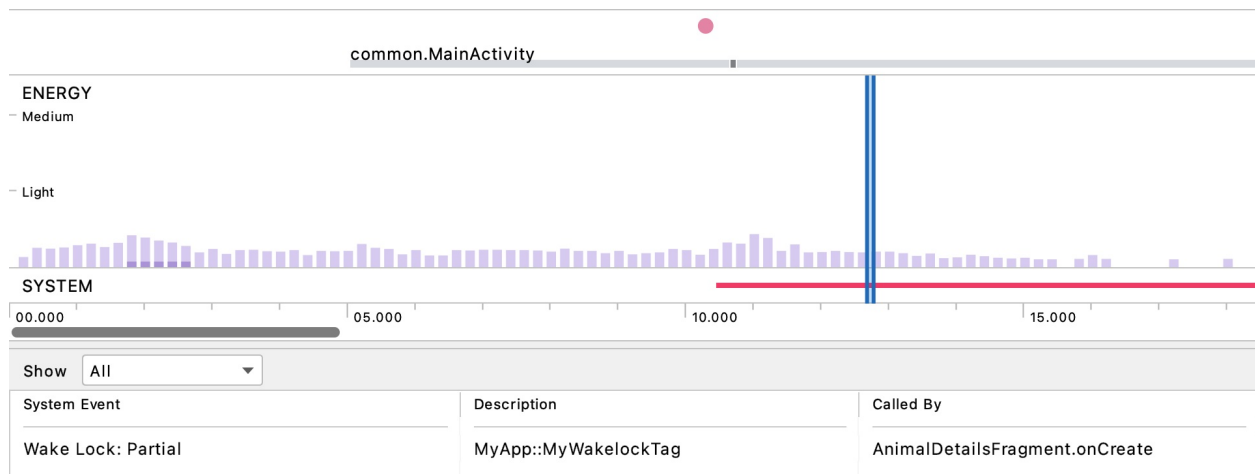 common.MainActivity
ENERGY
Medium
Light
SYSTEM
00.000 05.000 10.000 15.000
Show All
System Event Description Called By
Wake Lock: Partial MyApp::MyWakelockTag AnimalDetailsFragment.onCreate